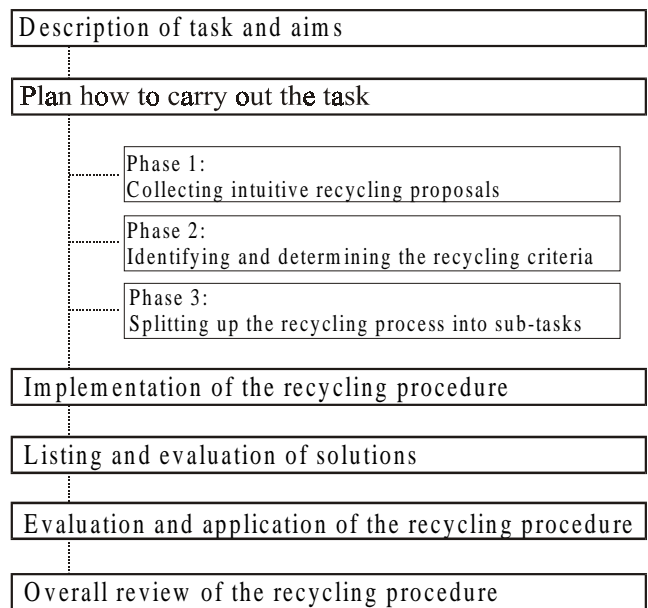 Description of task and aims
Plan how to carry out the task
Phase 1:
Collecting intuitive recycling proposals
Phase 2:
Identifying and determining the recycling criteria
Phase 3:
Splitting up the recycling process into sub-tasks
Implementation of the recycling procedure
Listing and evaluation of solutions
Evaluation and application of the recycling procedure
Overall review of the recycling procedure